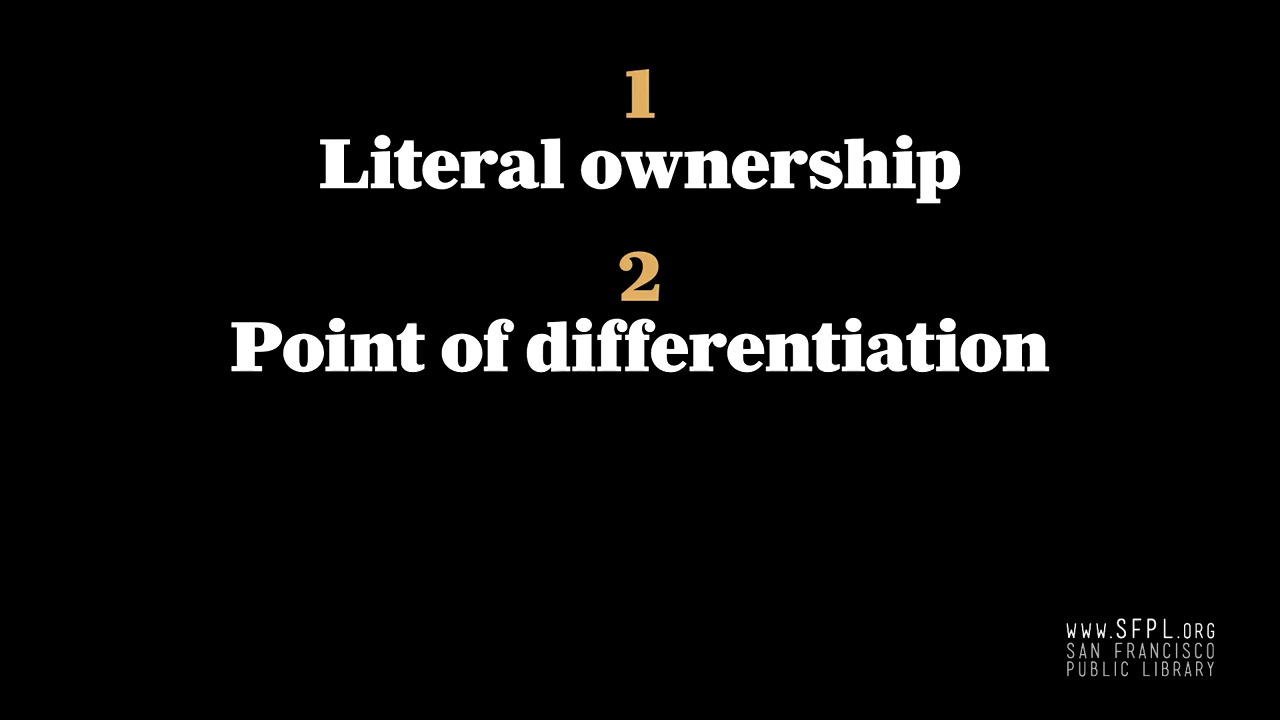 1
Literal ownership
2
Point of differentiation
WWW.SFPL.ORG
SAN FRANCISCO
PUBLIC LIBRARY